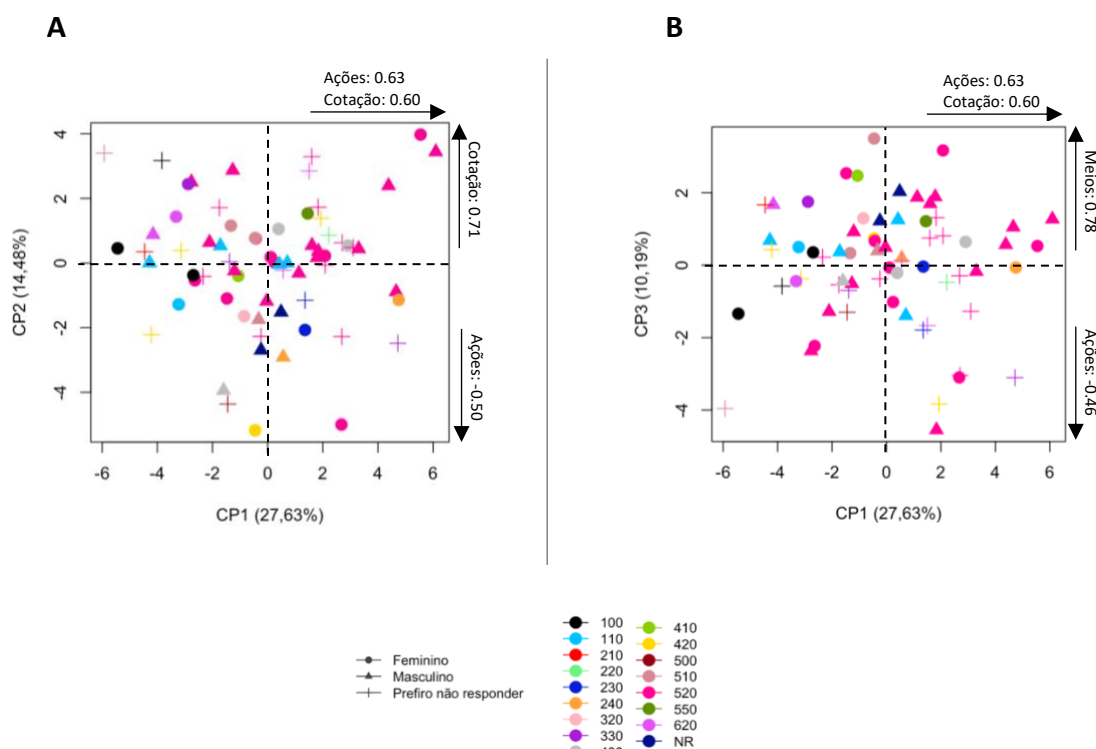 A
B
Ações: 0.63
Cotação: 0.60
Ações: 0.63
Cotação: 0.60
4
2
0
-2
-4
CP2 (14,48%)
Cotação: 0.71
Ações: -0.50
-6 -4 -2 0 2 4 6
CP1 (27,63%)
2
0
-2
-4
CP3 (10,19%)
Meios: 0.78
Ações: -0.46
-6 -4 -2 0 2 4 6
CP1 (27,63%)
Feminino
Masculino
Prefiro não responder
100
110
210
220
230
240
320
330
410
420
500
510
520
550
620
NR